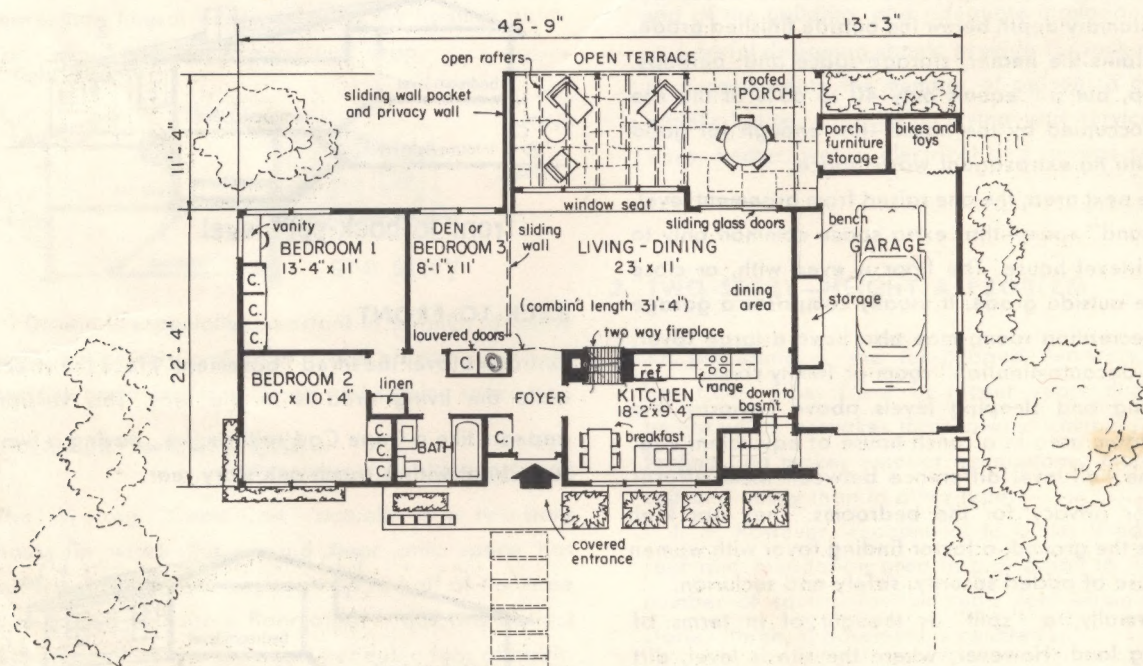 45'-9"
13'-3"
open rafters
OPEN TERRACE
roofed
PORCH
sliding wall pocket
and privacy wall
11'-4"
porch
furniture
storage
bikes and
toys
window seat
sliding glass doors
vanity
BEDROOM 1
13'-4" x 11'
DEN or
BEDROOM 3
8'-1" x 11'
sliding
wall
LIVING - DINING
23' x 11'
(combin'd length 31'-4")
dining
area
bench
GARAGE
storage
C.
C.
C.
22'-4"
louvered doors
two way fireplace
BEDROOM 2
10' x 10'-4"
linen
FOYER
ref.
range
KITCHEN
18'-2"x9'-4"
down to
basm't.
C
C
C
BATH
C.
breakfast
covered
entrance